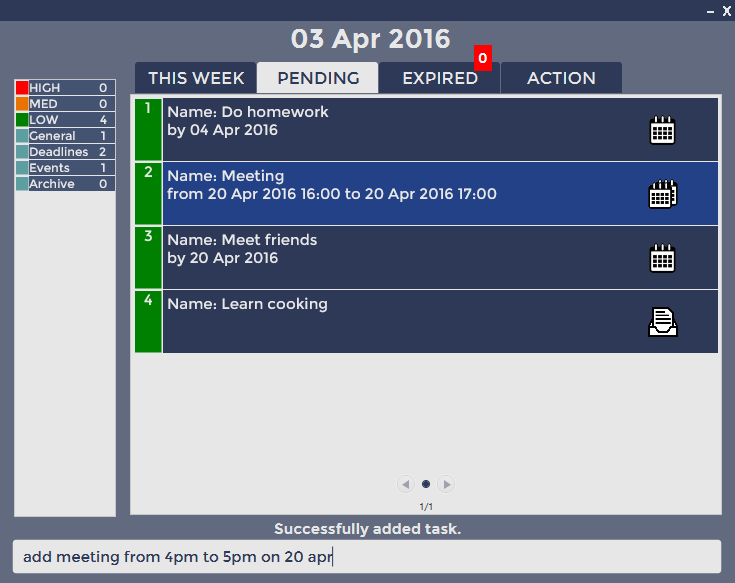 – X
03 Apr 2016
THIS WEEK PENDING EXPIRED 0 ACTION
HIGH 0
MED 0
LOW 4
General 1
Deadlines 2
Events 1
Archive 0
1 Name: Do homework
by 04 Apr 2016
2 Name: Meeting
from 20 Apr 2016 16:00 to 20 Apr 2016 17:00
3 Name: Meet friends
by 20 Apr 2016
4 Name: Learn cooking
1/1
Successfully added task.
add meeting from 4pm to 5pm on 20 apr